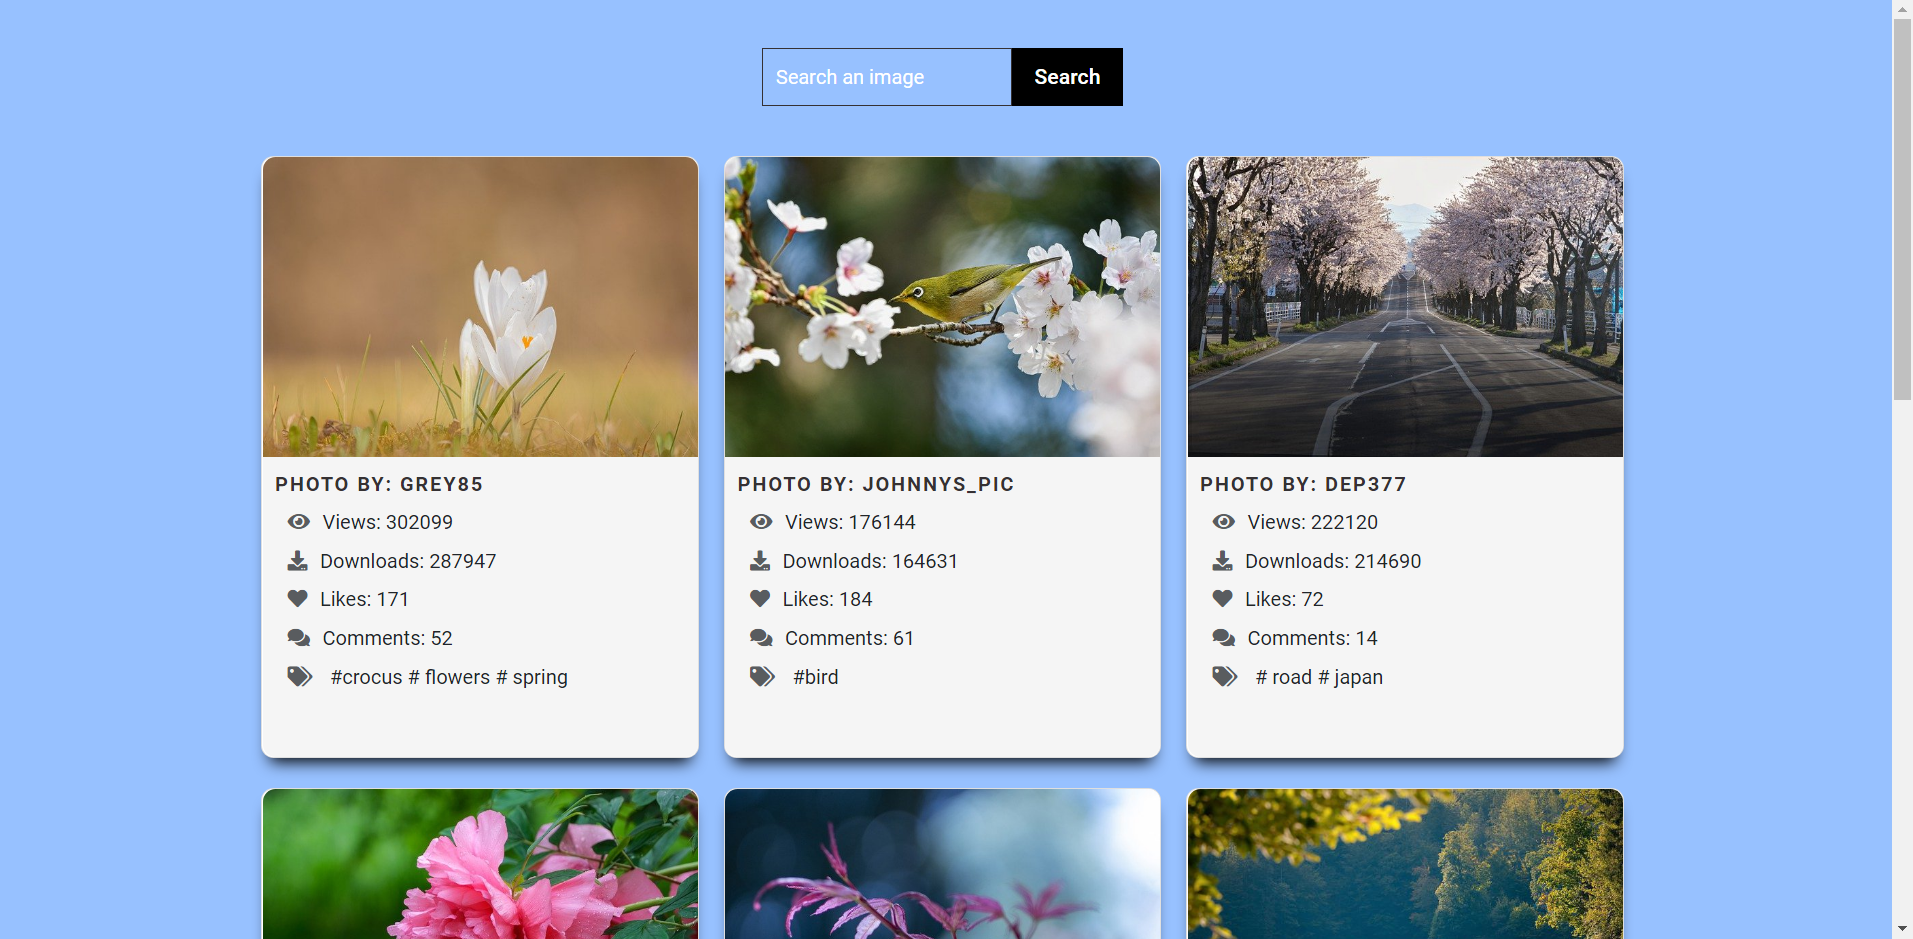 Search an image
Search
PHOTO BY: GREY85
Views: 302099
Downloads: 287947
Likes: 171
Comments: 52
#crocus # flowers # spring
PHOTO BY: JOHNNYS_PIC
Views: 176144
Downloads: 164631
Likes: 184
Comments: 61
#bird
PHOTO BY: DEP377
Views: 222120
Downloads: 214690
Likes: 72
Comments: 14
# road # japan